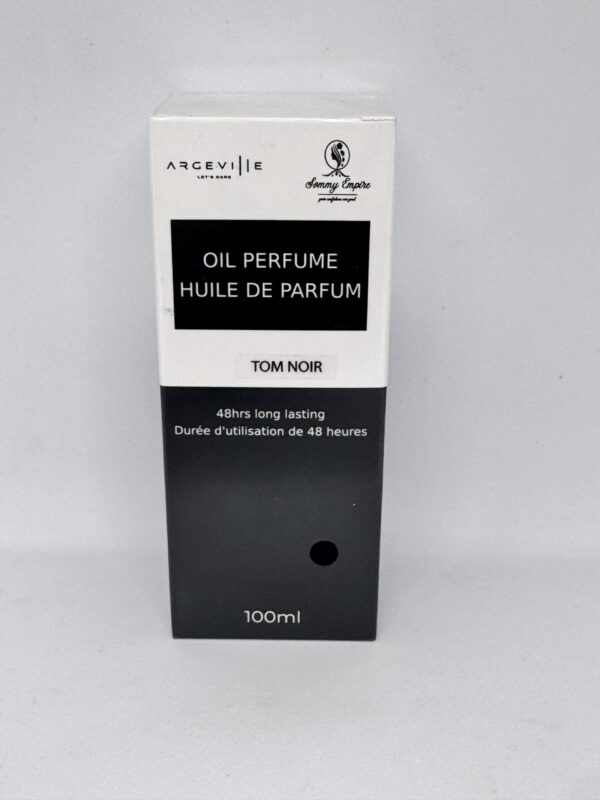 ARGEVILLE
LET'S DARE
Sommy Empire
OIL PERFUME
HUILE DE PARFUM
TOM NOIR
48hrs long lasting
Durée d'utilisation de 48 heures
100ml